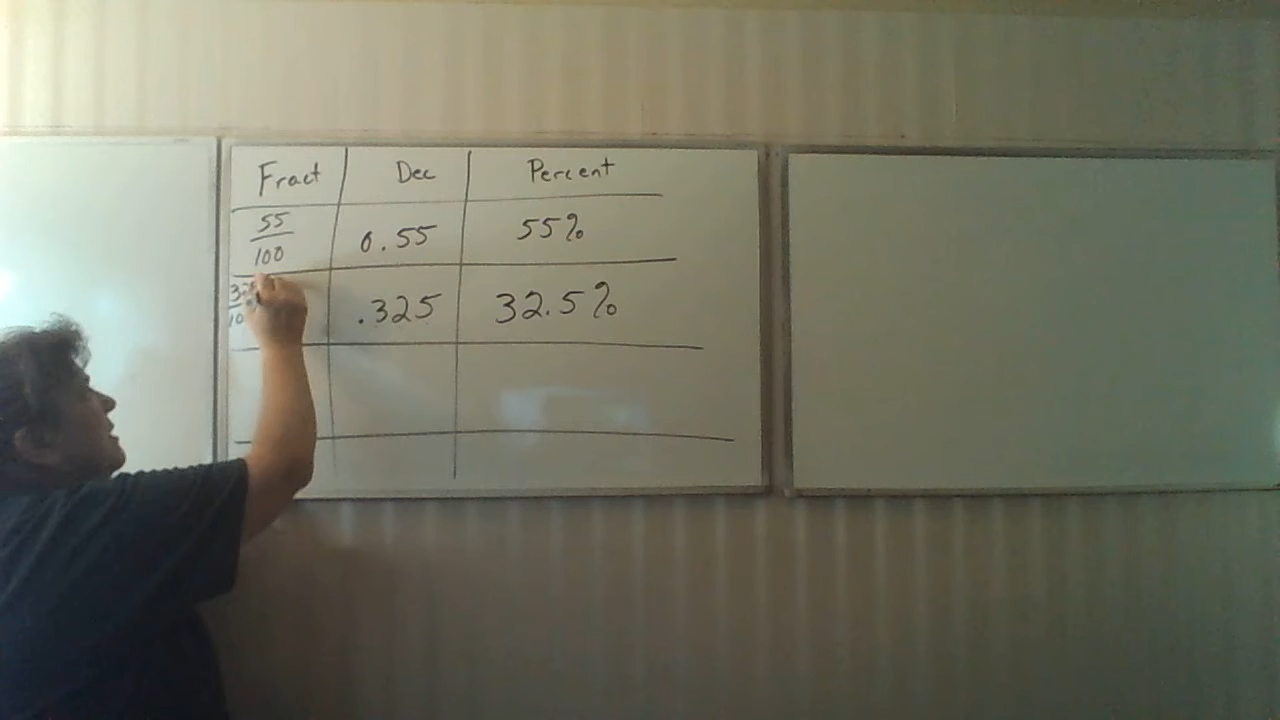 Fract Dec Percent
55
100
0.55 55%
.325 32.5%